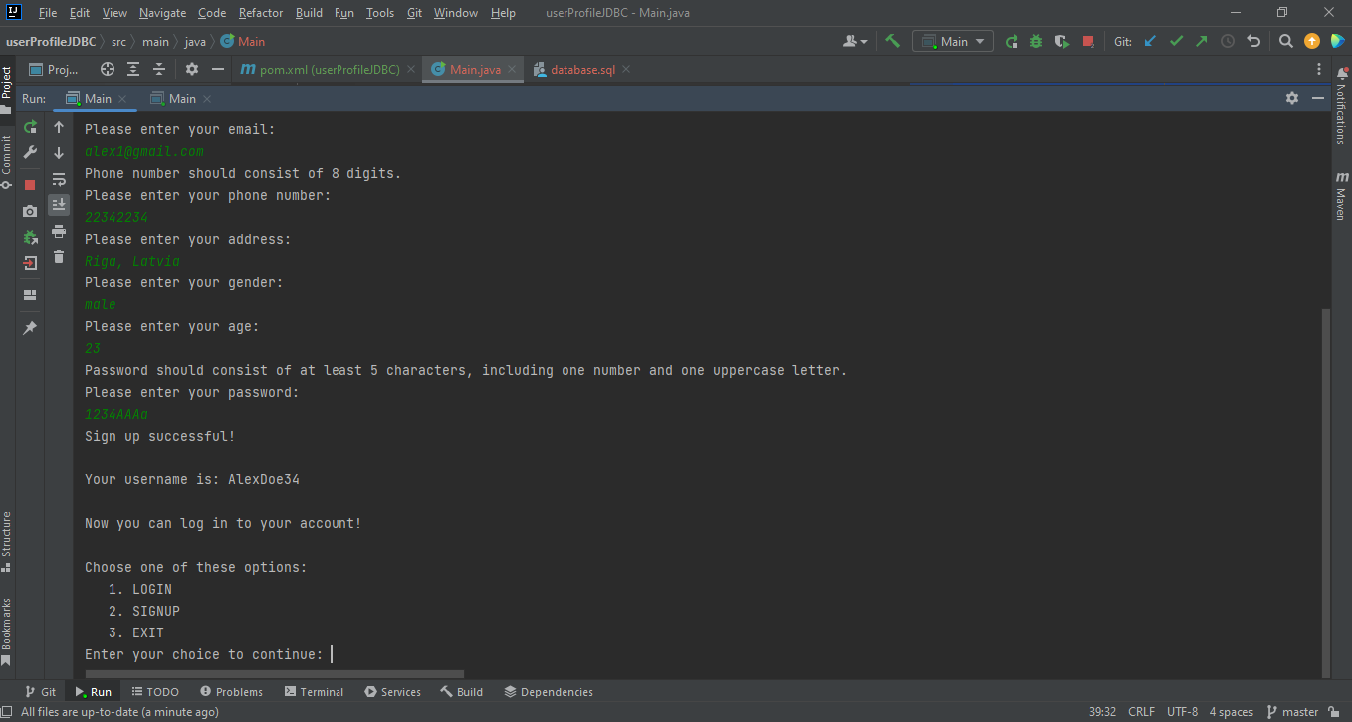 File Edit View Navigate Code Refactor Build Run Tools Git Window Help userProfileJDBC - Main.java
userProfileJDBC src main java Main Main Git:
Project Proj... pom.xml (userProfileJDBC) Main.java database.sql
Run: Main Main
Notifications
Commit
Maven
Please enter your email:
alex1@gmail.com
Phone number should consist of 8 digits.
Please enter your phone number:
22342234
Please enter your address:
Riga, Latvia
Please enter your gender:
male
Please enter your age:
23
Password should consist of at least 5 characters, including one number and one uppercase letter.
Please enter your password:
1234AAAa
Sign up successful!
Your username is: AlexDoe34
Now you can log in to your account!
Choose one of these options:
1. LOGIN
2. SIGNUP
3. EXIT
Enter your choice to continue:
Structure
Bookmarks
Git Run TODO Problems Terminal Services Build Dependencies
All files are up-to-date (a minute ago) 39:32 CRLF UTF-8 4 spaces master